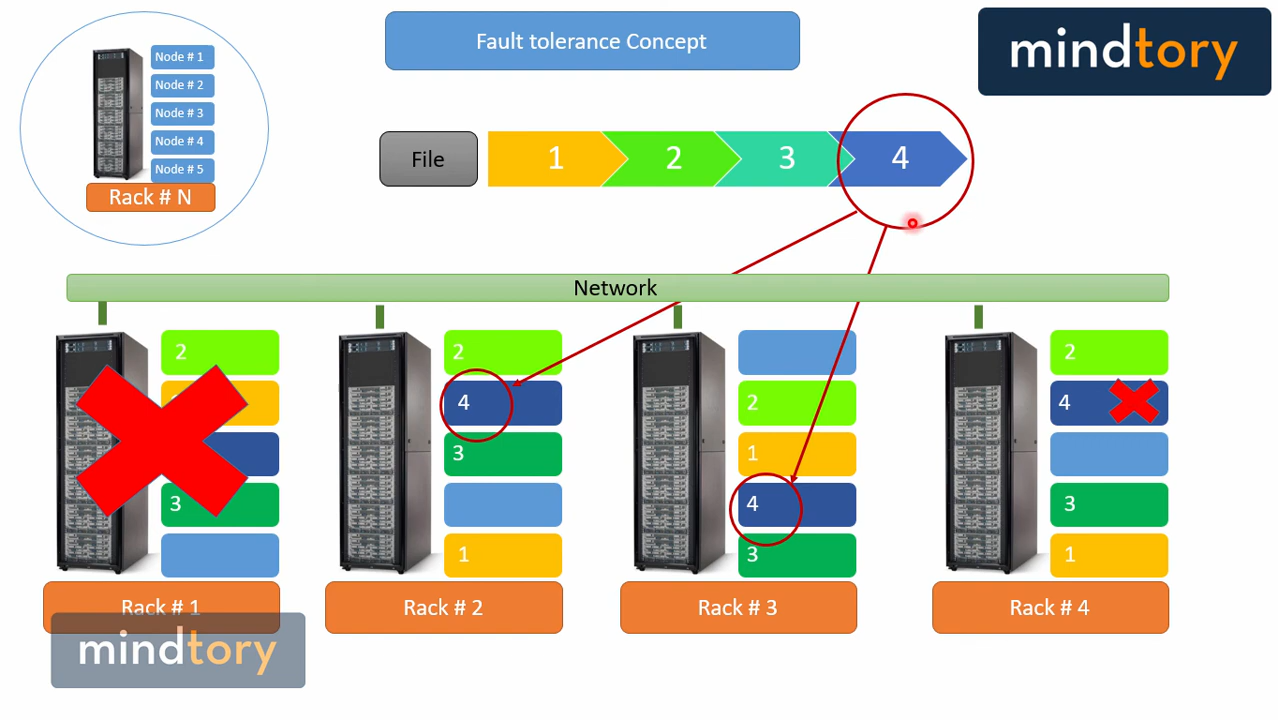 Fault tolerance Concept
mindtory
Node # 1
Node # 2
Node # 3
Node # 4
Node # 5
Rack # N
File
1
2
3
4
Network
2
3
Rack # 1
2
4
3
1
Rack # 2
2
1
4
3
Rack # 3
2
4
3
1
Rack # 4
mindtory